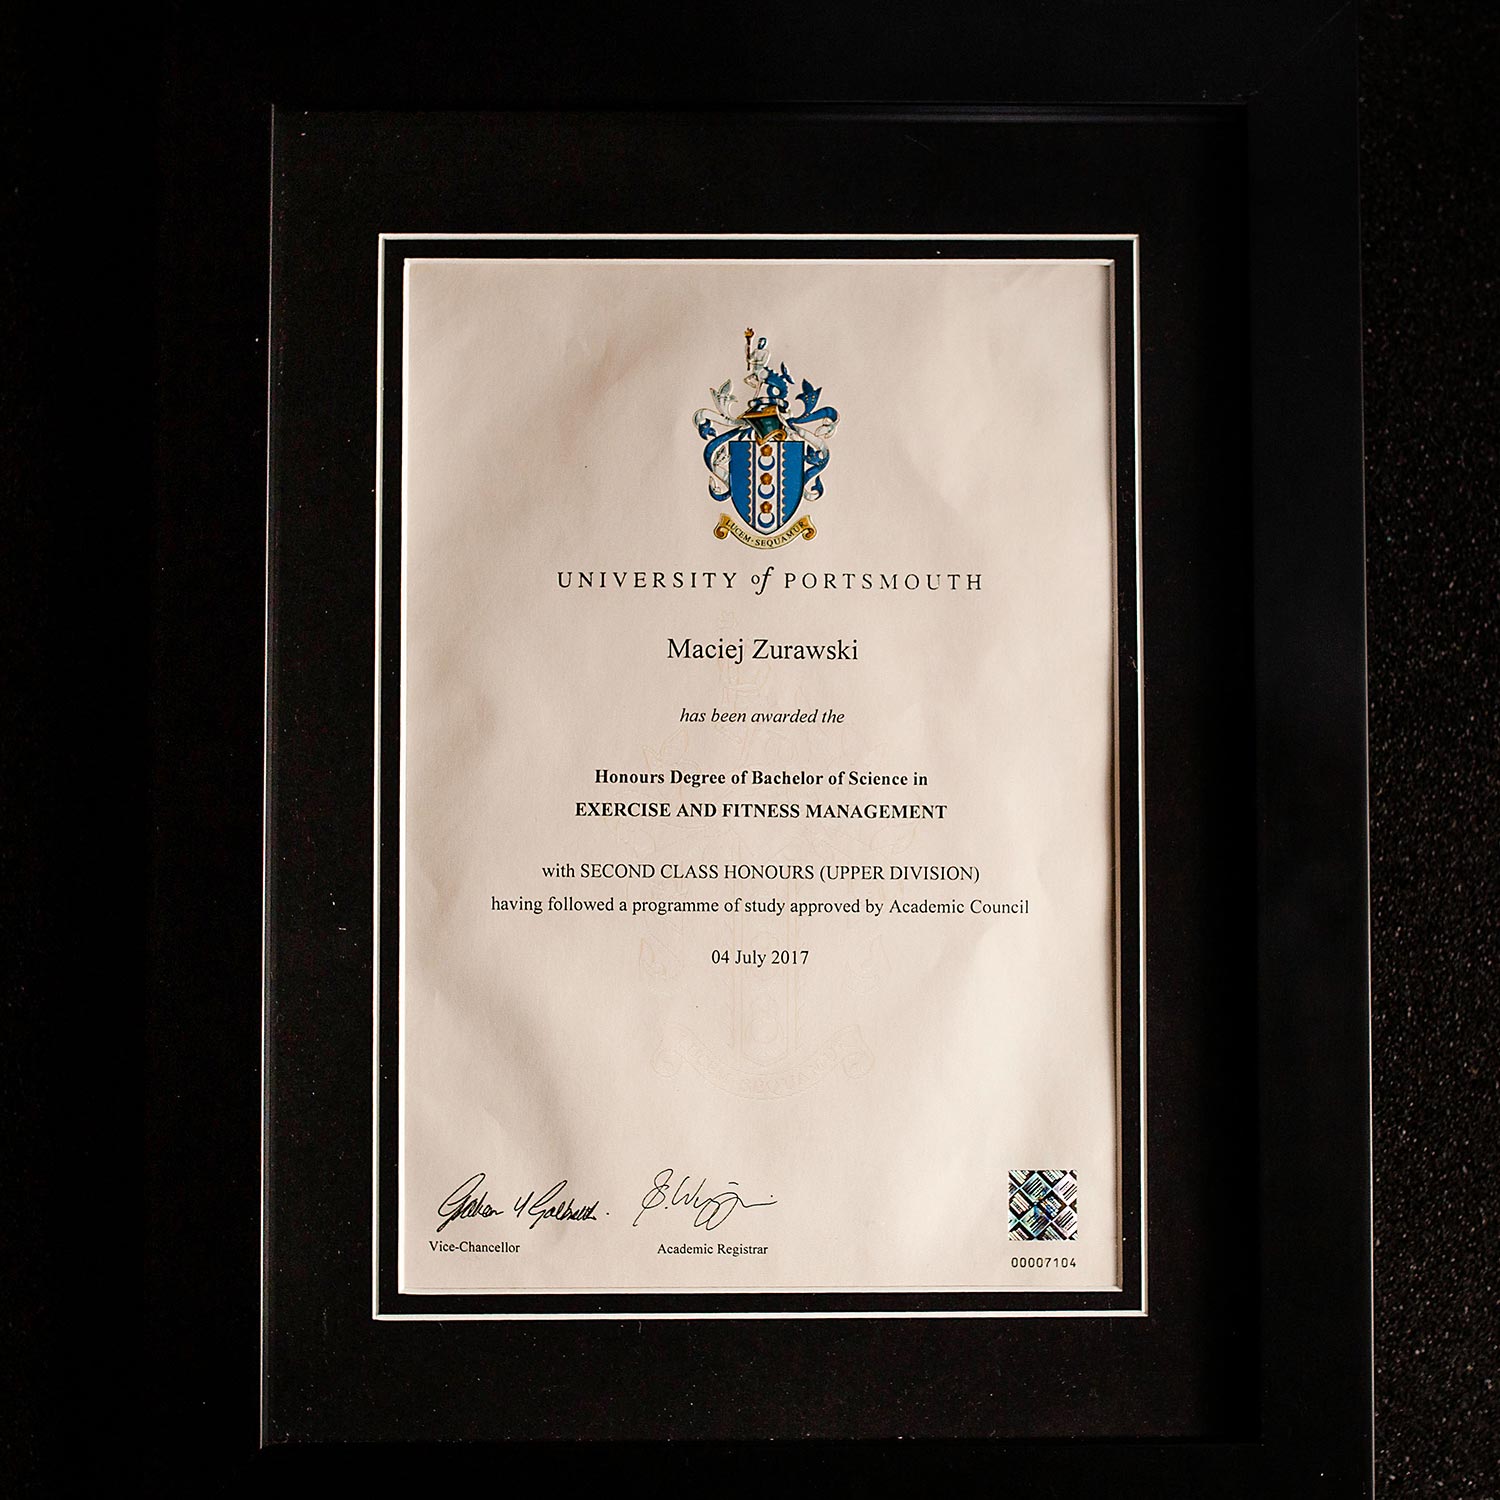 LUCEM SEQUAMUR
UNIVERSITY of PORTSMOUTH
Maciej Zurawski
has been awarded the
Honours Degree of Bachelor of Science in
EXERCISE AND FITNESS MANAGEMENT
with SECOND CLASS HONOURS (UPPER DIVISION)
having followed a programme of study approved by Academic Council
04 July 2017
Vice-Chancellor
Academic Registrar
00007104